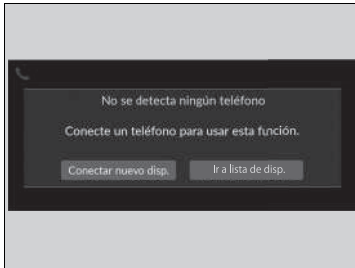 No se detecta ningún teléfono
Conecte un teléfono para usar esta función.
Conectar nuevo disp.
Ir a lista de disp.